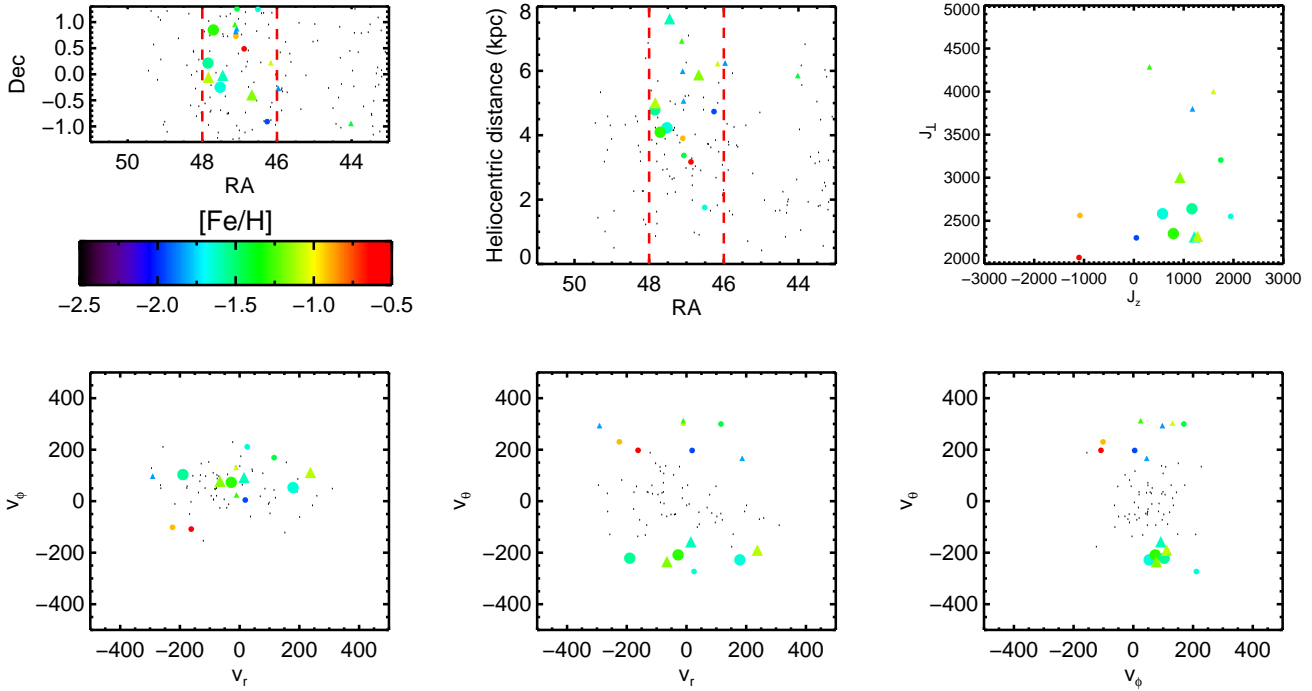 1.0
0.5
0.0
−0.5
−1.0
Dec
50 48 46 44
RA
[Fe/H]
−2.5 −2.0 −1.5 −1.0 −0.5
8
6
4
2
0
Heliocentric distance (kpc)
50 48 46 44
RA
5000
4500
4000
3500
3000
2500
2000
J⊥
−3000 −2000 −1000 0 1000 2000 3000
Jz
400
200
0
−200
−400
vϕ
−400 −200 0 200 400
vr
400
200
0
−200
−400
vθ
−400 −200 0 200 400
vr
400
200
0
−200
−400
vθ
−400 −200 0 200 400
vϕ